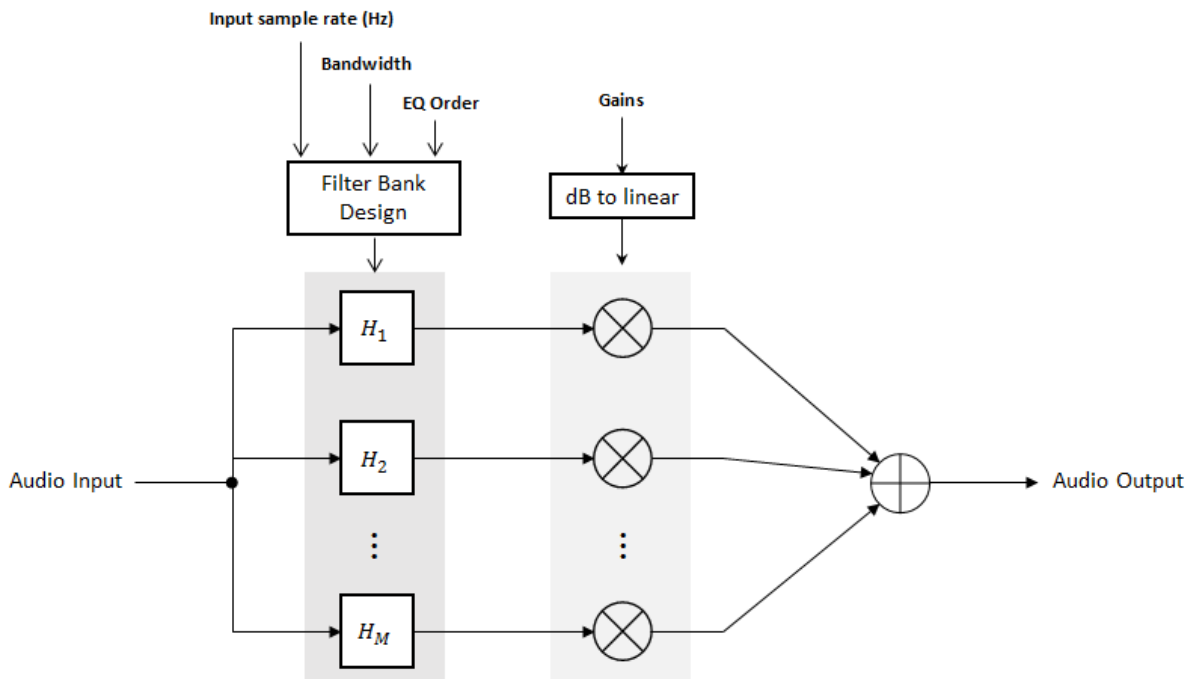 Input sample rate (Hz)
Bandwidth
EQ Order
Gains
Filter Bank
Design
dB to linear
H₁
H₂
Audio Input
Audio Output
⋮
⋮
H_M